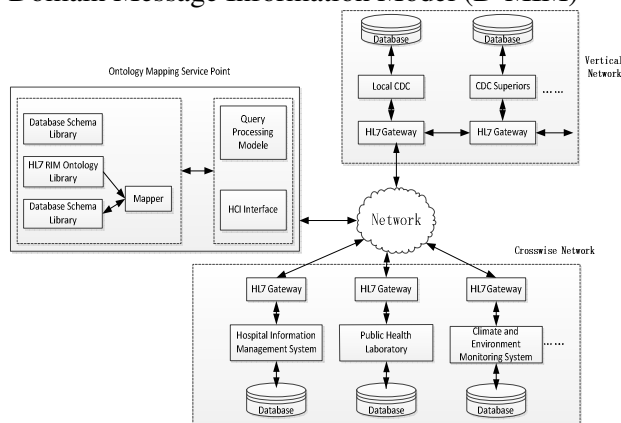 Domain Message Information Model (D-MIM)
Ontology Mapping Service Point
Database Schema
Library
HL7 RIM Ontology
Library
Database Schema
Library
Mapper
Query
Processing
Modele
HCI Interface
Database
Database
Local CDC
CDC Superiors
... ...
HL7 Gateway
HL7 Gateway
Vertical
Network
Network
Crosswise Network
HL7 Gateway
HL7 Gateway
HL7 Gateway
Hospital Information
Management System
Public Health
Laboratory
Climate and
Environment
Monitoring System
... ...
Database
Database
Database